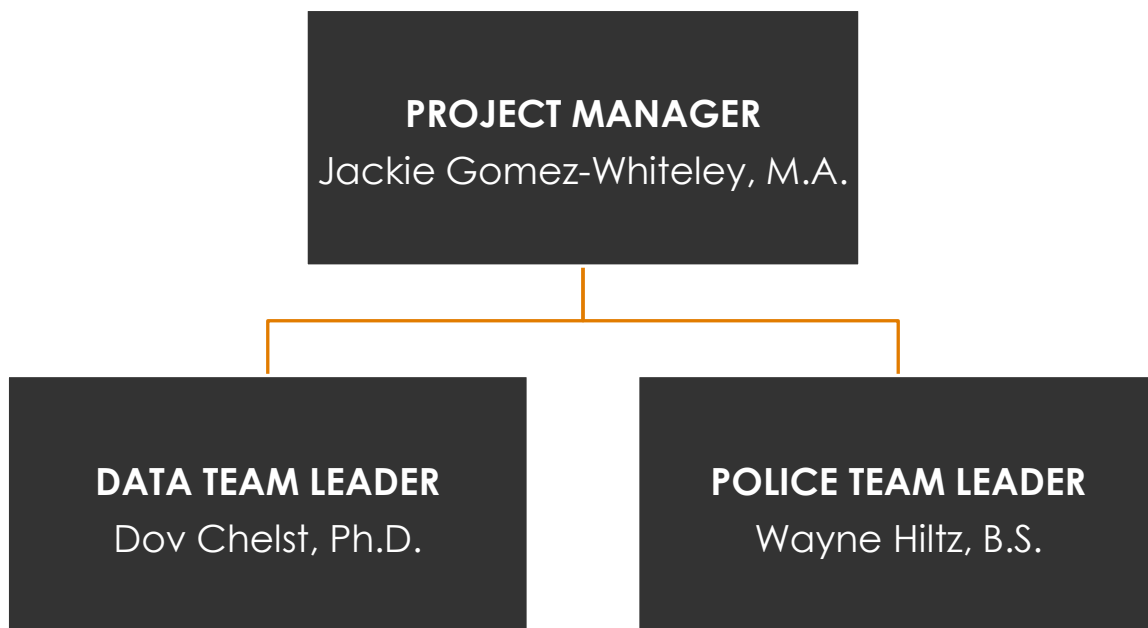 PROJECT MANAGER
Jackie Gomez-Whiteley, M.A.
DATA TEAM LEADER
Dov Chelst, Ph.D.
POLICE TEAM LEADER
Wayne Hiltz, B.S.